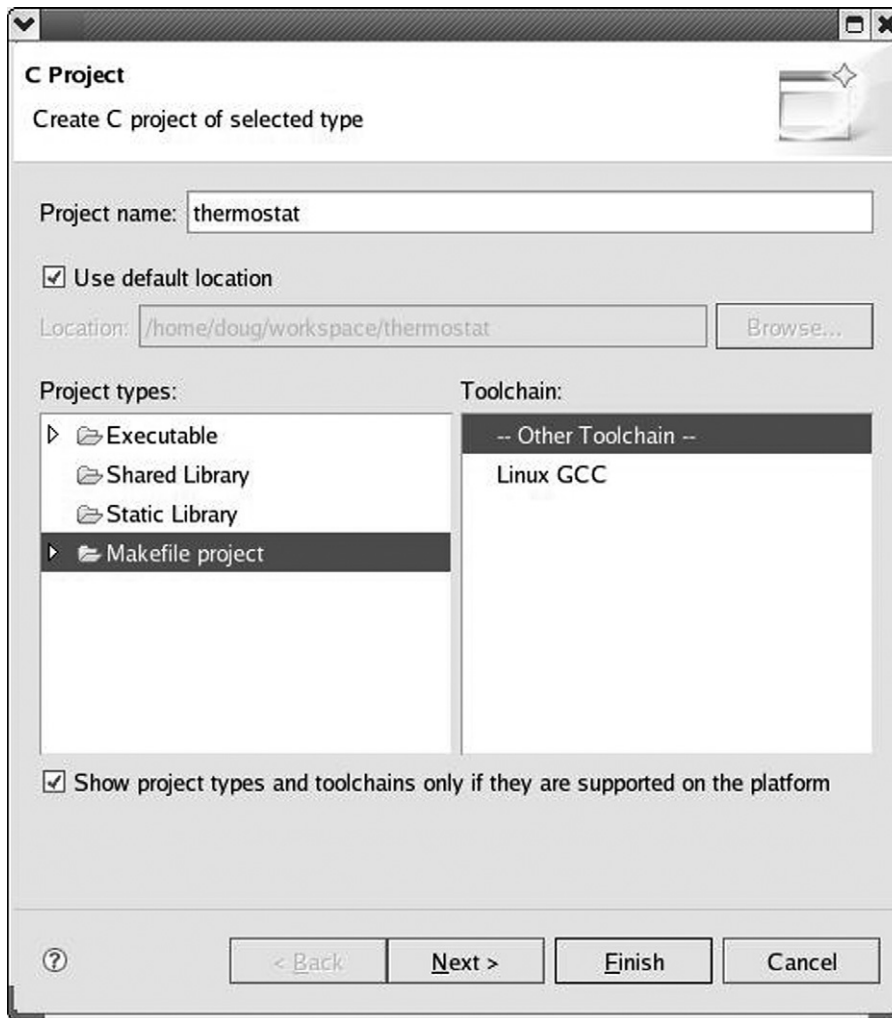 C Project
Create C project of selected type
Project name: thermostat
Use default location
Location: /home/doug/workspace/thermostat Browse...
Project types: Toolchain:
Executable -- Other Toolchain --
Shared Library Linux GCC
Static Library
Makefile project
Show project types and toolchains only if they are supported on the platform
? < Back Next > Finish Cancel